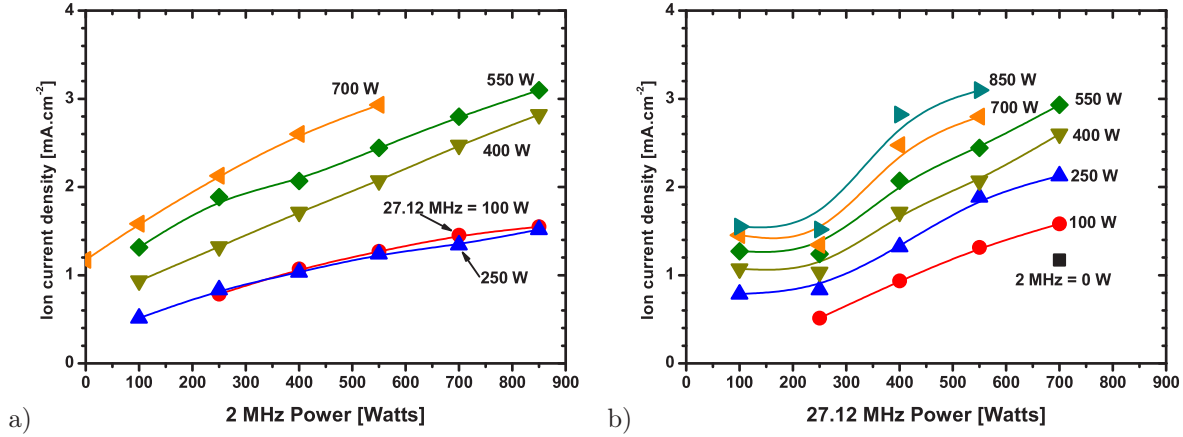 4
3
2
1
0
Ion current density [mA.cm-2]
700 W
550 W
400 W
27.12 MHz = 100 W
250 W
0 100 200 300 400 500 600 700 800 900
a)
2 MHz Power [Watts]
4
3
2
1
0
Ion current density [mA.cm-2]
850 W
700 W
550 W
400 W
250 W
100 W
2 MHz = 0 W
0 100 200 300 400 500 600 700 800 900
b)
27.12 MHz Power [Watts]